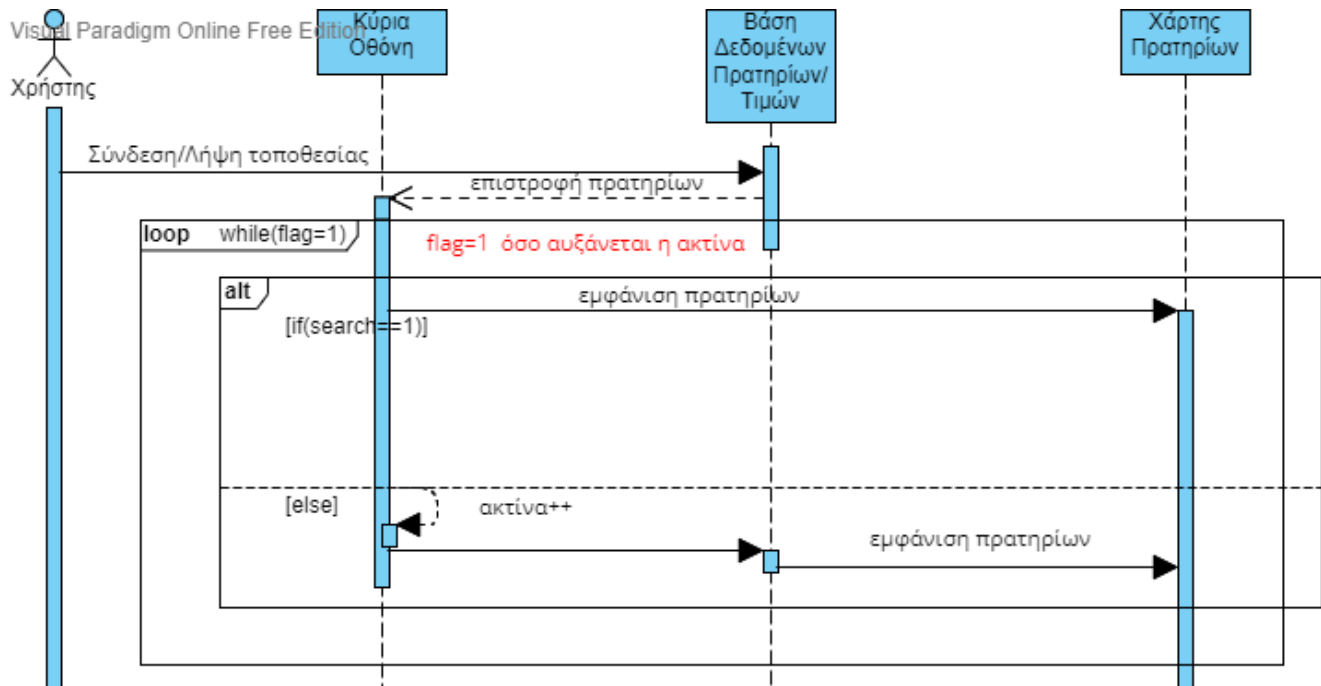 Visual Paradigm Online Free Edition
Χρήστης
Κύρια
Οθόνη
Βάση
Δεδομένων
Πρατηρίων/
Τιμών
Χάρτης
Πρατηρίων
Σύνδεση/Λήψη τοποθεσίας
επιστροφή πρατηρίων
loop while(flag=1)
flag=1 όσο αυξάνεται η ακτίνα
alt
εμφάνιση πρατηρίων
[if(search==1)]
[else]
ακτίνα++
εμφάνιση πρατηρίων